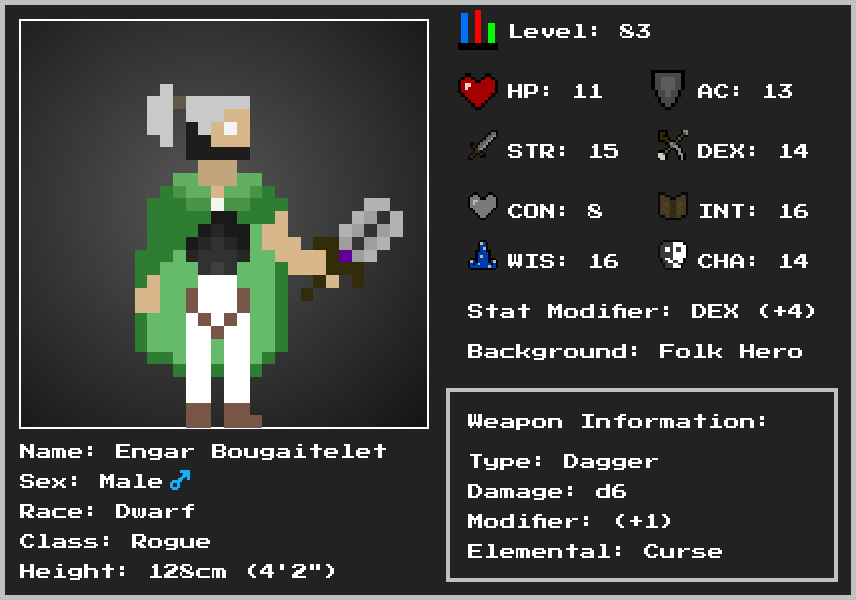 Level: 83
HP: 11 AC: 13
STR: 15 DEX: 14
CON: 8 INT: 16
WIS: 16 CHA: 14
Stat Modifier: DEX (+4)
Background: Folk Hero
Weapon Information:
Type: Dagger
Damage: d6
Modifier: (+1)
Elemental: Curse
Name: Engar Bougaitelet
Sex: Male♂
Race: Dwarf
Class: Rogue
Height: 128cm (4'2")